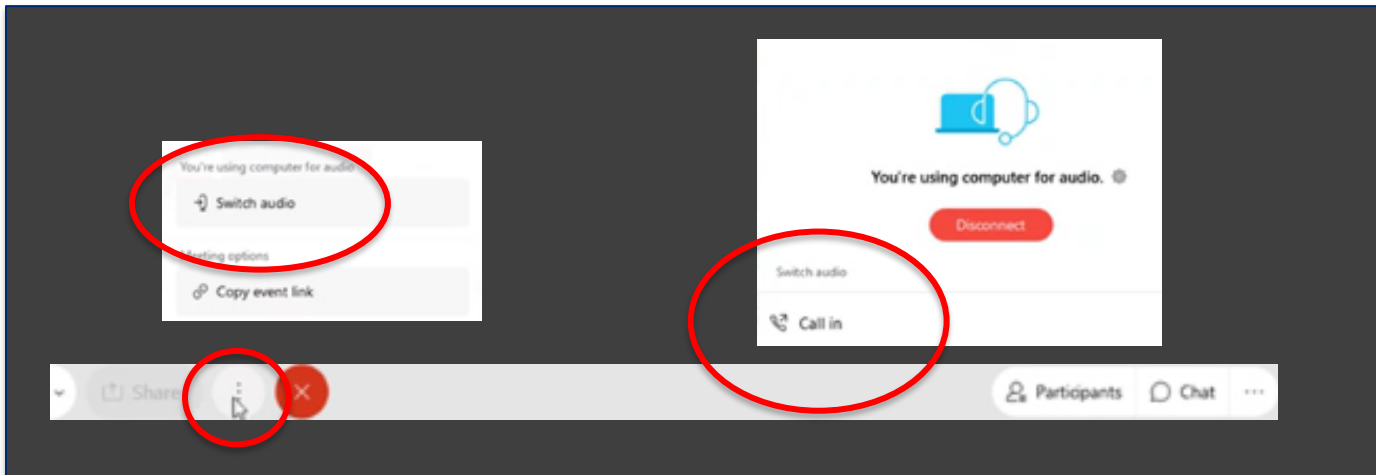 You're using computer for audio
Switch audio
Meeting options
Copy event link
You're using computer for audio.
Disconnect
Switch audio
Call in
Share
Participants
Chat